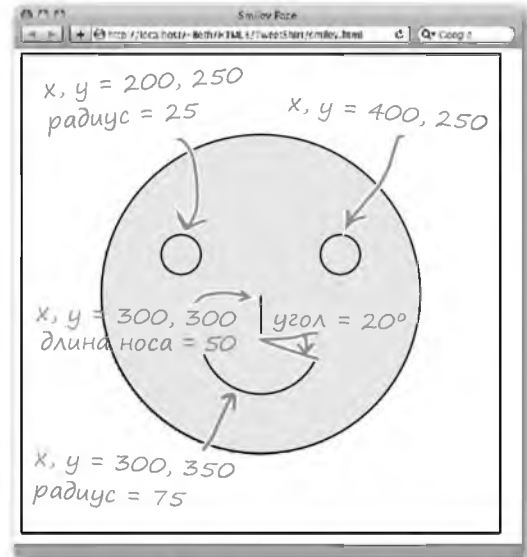 Smiley Face
x, y = 200, 250
радиус = 25
x, y = 400, 250
x, y = 300, 300
угол = 20°
длина носа = 50
x, y = 300, 350
радиус = 75